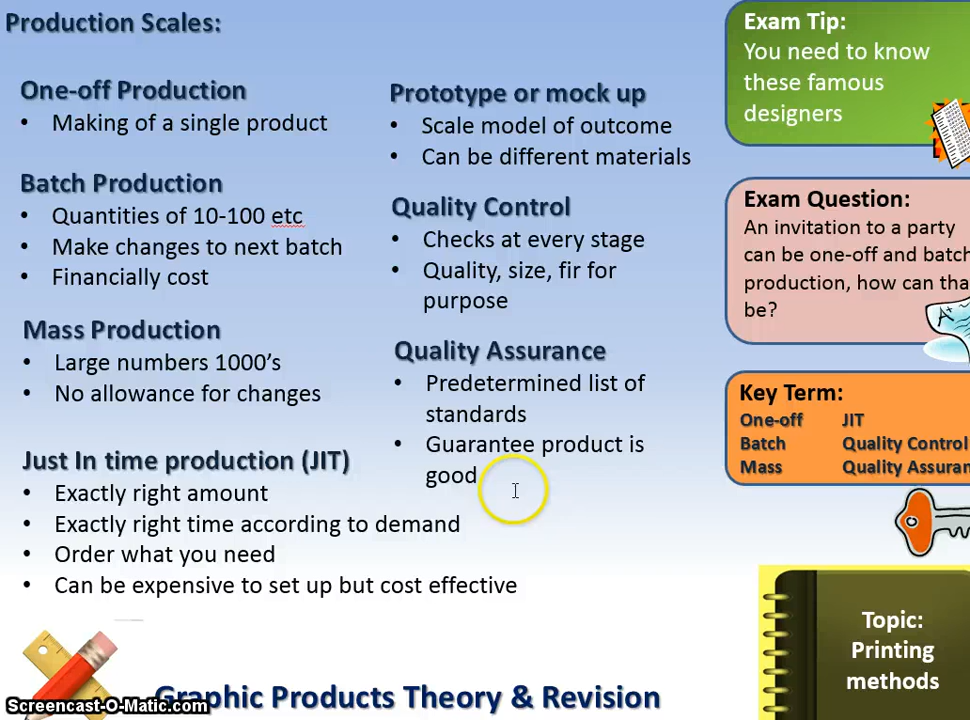 Production Scales:
One-off Production
• Making of a single product
Batch Production
• Quantities of 10-100 etc
• Make changes to next batch
• Financially cost
Mass Production
• Large numbers 1000's
• No allowance for changes
Just In time production (JIT)
• Exactly right amount
• Exactly right time according to demand
• Order what you need
• Can be expensive to set up but cost effective
Prototype or mock up
• Scale model of outcome
• Can be different materials
Quality Control
• Checks at every stage
• Quality, size, fir for
purpose
Quality Assurance
• Predetermined list of
standards
• Guarantee product is
good
Exam Tip:
You need to know
these famous
designers
Exam Question:
An invitation to a party
can be one-off and batch
production, how can tha
be?
A+
Key Term:
One-off JIT
Batch Quality Control
Mass Quality Assuran
Topic:
Printing
methods
Graphic Products Theory & Revision
Screencast-O-Matic.com